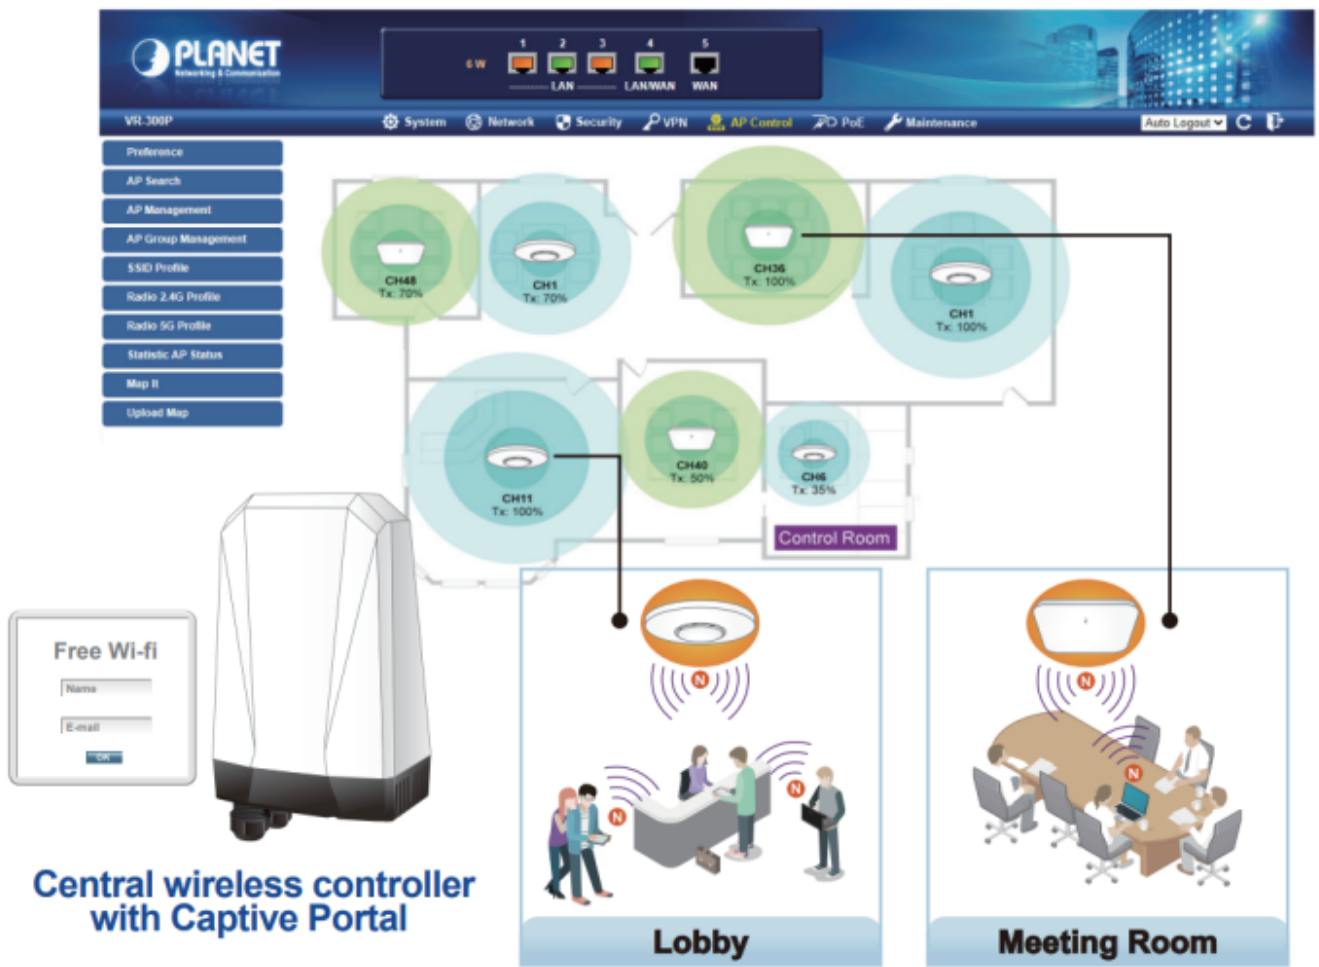 PLANET
Networking & Communication
6 W
1 2 3 4 5
LAN LAN/WAN WAN
VR-300P
System Network Security VPN AP Control PoE Maintenance
Auto Logout
Preference
AP Search
AP Management
AP Group Management
SSID Profile
Radio 2.4G Profile
Radio 5G Profile
Statistic AP Status
Map It
Upload Map
CH48
Tx: 70%
CH1
Tx: 70%
CH36
Tx: 100%
CH1
Tx: 100%
CH11
Tx: 100%
CH40
Tx: 50%
CH6
Tx: 35%
Control Room
Free Wi-fi
Name
E-mail
OK
Central wireless controller
with Captive Portal
N
N
N
Lobby
N
N
Meeting Room